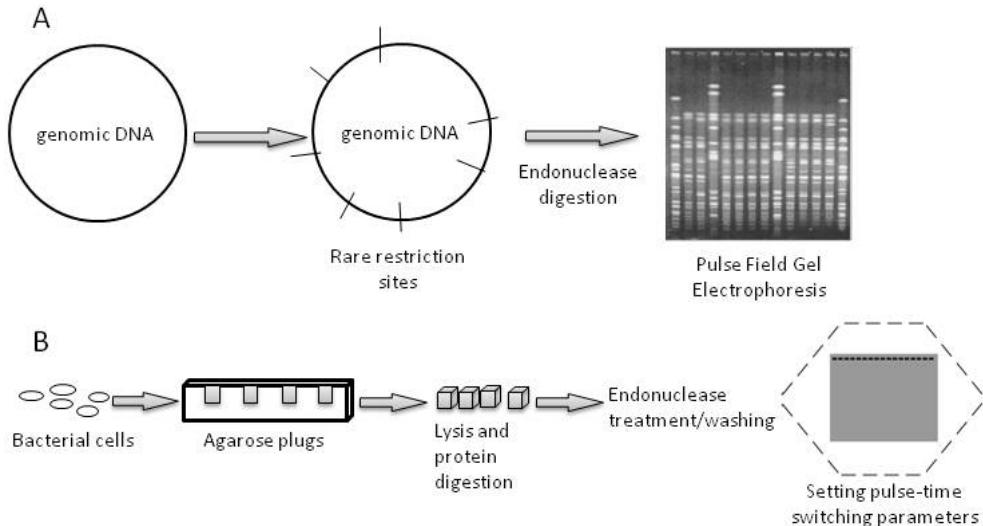 A
genomic DNA
genomic DNA
Rare restriction
sites
Endonuclease
digestion
Pulse Field Gel
Electrophoresis
B
Bacterial cells
Agarose plugs
Lysis and
protein
digestion
Endonuclease
treatment/washing
Setting pulse-time
switching parameters